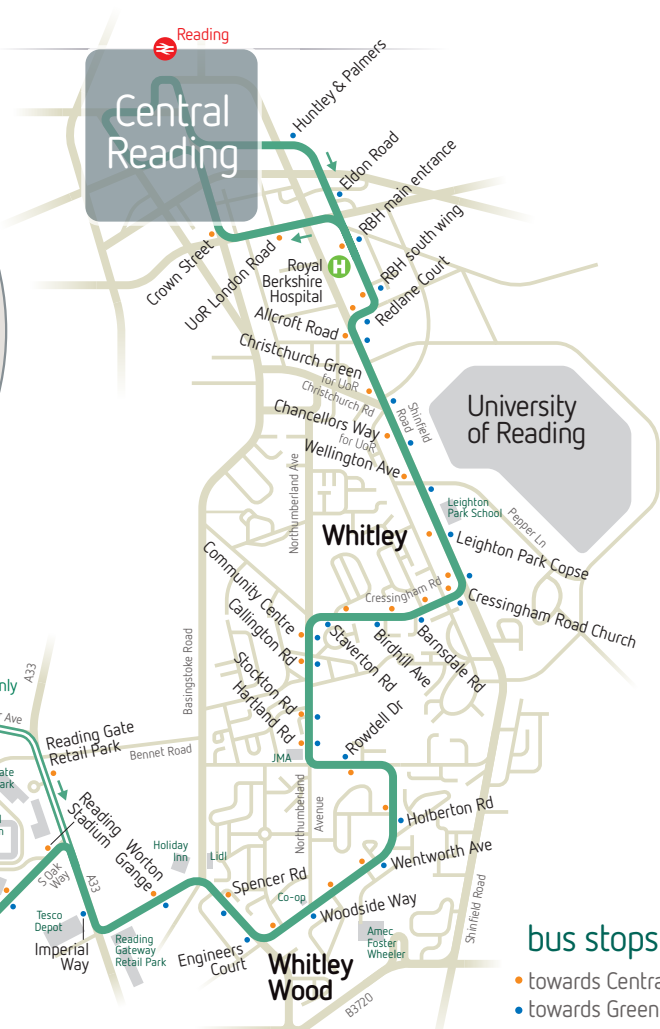 Reading
Central
Reading
Huntley & Palmers
Eldon Road
RBH main entrance
RBH south wing
Redlane Court
Crown Street
UoR London Road
Royal
Berkshire
Hospital
H
Allcroft Road
Christchurch Green
for UoR
Christchurch Rd
Chancellors Way
for UoR
Shinfield
Road
Wellington Ave
University
of Reading
Leighton
Park School
Pepper Ln
Northumberland Ave
Whitley
Leighton Park Copse
Cressingham Rd
Cressingham Road Church
Community Centre
Callington Rd
Staverton Rd
Birdhill Ave
Barnsdale Rd
Stockton Rd
Hartland Rd
Basingstoke Road
Rowdell Dr
JMA
A33
nly
Ave
Reading Gate
Retail Park
Bennet Road
ate
ark
Northumberland
Avenue
Holberton Rd
Reading
Stadium
Worton
Grange
Holiday
Inn
Lidl
Wentworth Ave
Spencer Rd
Co-op
Woodside Way
S Oak
Way
A33
Tesco
Depot
Imperial
Way
Reading
Gateway
Retail Park
Engineers
Court
Whitley
Wood
Amec
Foster
Wheeler
Shinfield Road
B3720
bus stops
towards Centra
towards Green